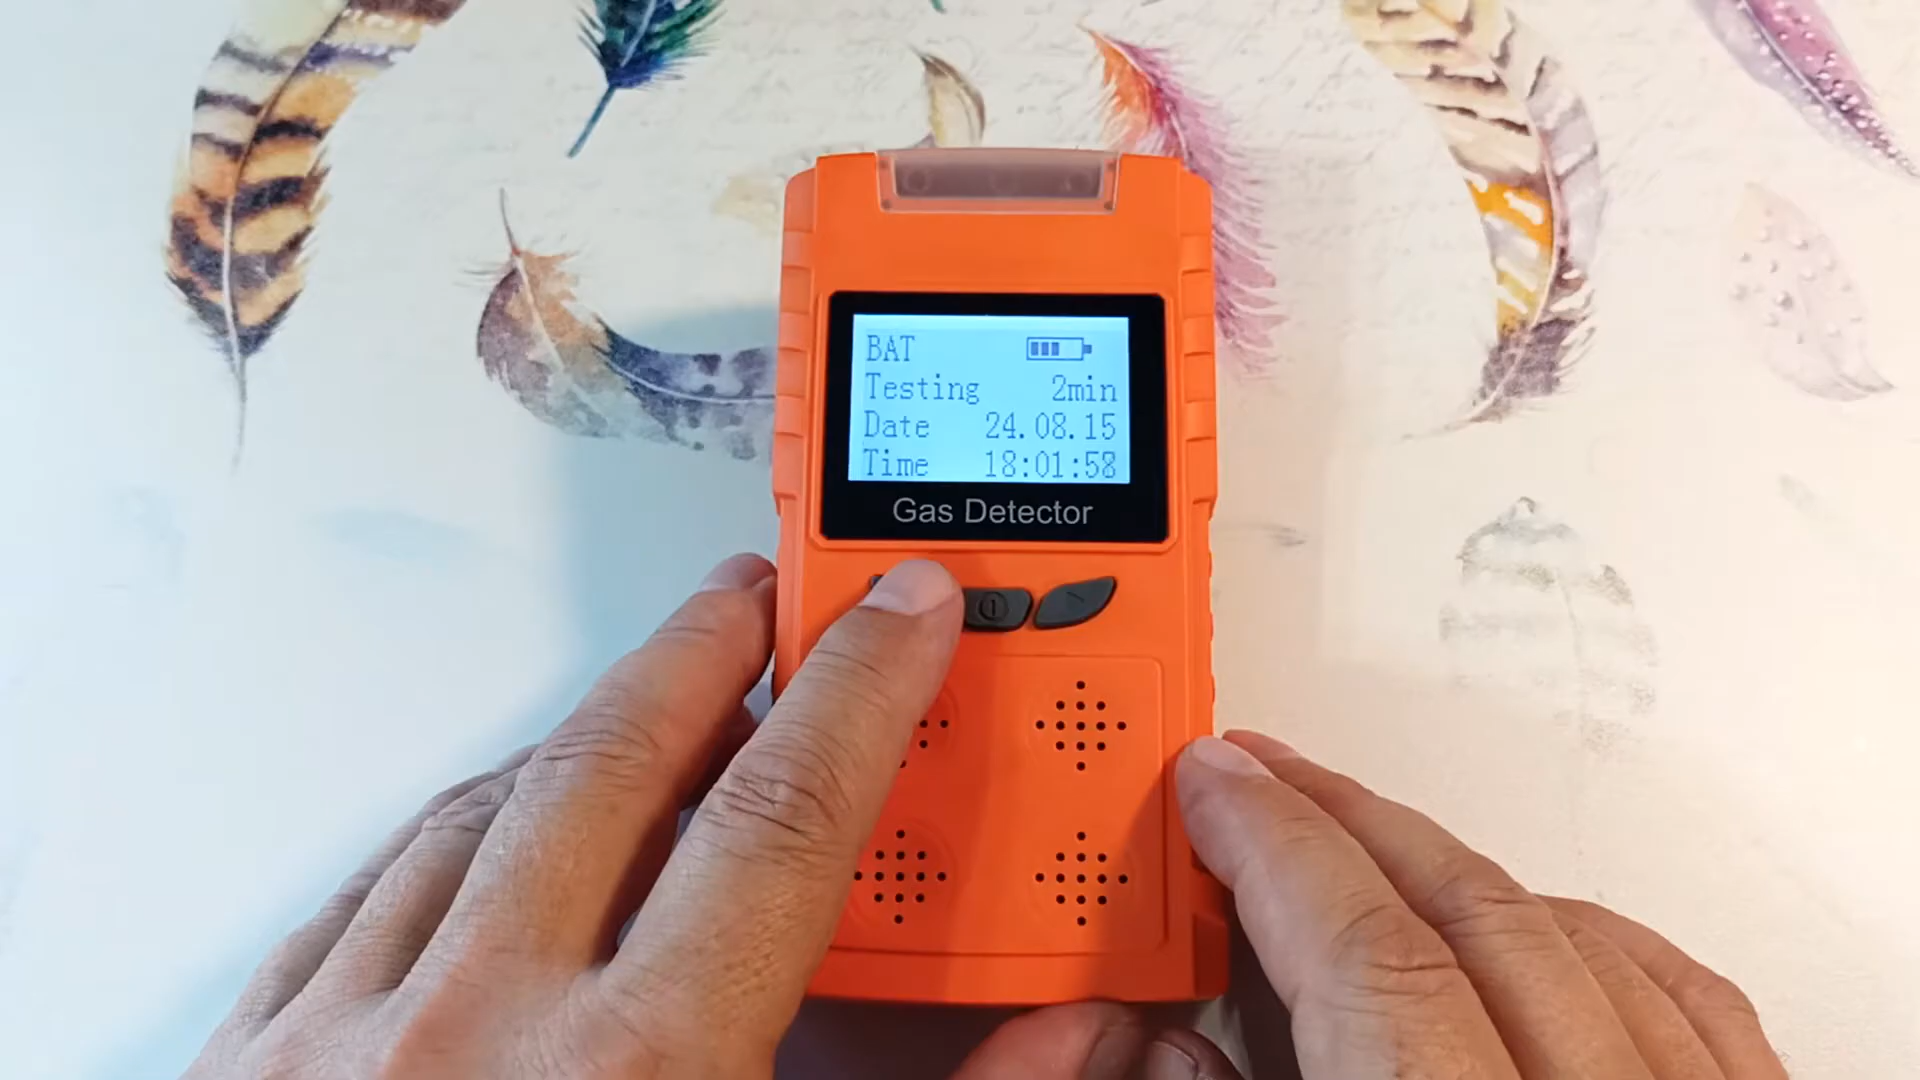 BAT
Testing 2min
Date 24.08.15
Time 18:01:58
Gas Detector